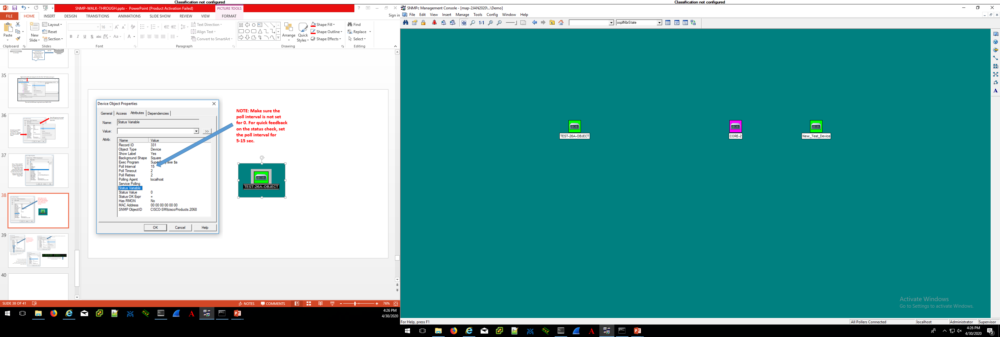 Classification not configured
SNMP-WALK-THROUGH.pptx - PowerPoint (Product Activation Failed)
PICTURE TOOLS
FILE HOME INSERT DESIGN TRANSITIONS ANIMATIONS SLIDE SHOW REVIEW VIEW FORMAT Sign in
Paste
New
Slide
Layout
Reset
Section
16
B I U S abc AV Aa A
Text Direction
Align Text
Convert to SmartArt
Arrange
Quick
Styles
Shape Fill
Shape Outline
Shape Effects
Find
Replace
Select
Clipboard Slides Font Paragraph Drawing Editing
35
36
37
38
39
40
Device Object Properties
General Access Attributes Dependencies
Name: Status Variable
Value: >>
Attrib:
Name Value
Record ID 331
Object Type Device
Show Label Yes
Background Shape Square
Exec Program
Poll Interval 15
Poll Timeout 2
Poll Retries 2
Polling Agent localhost
Service Polling
Status Variable
Status Value 0
Status OK Expr =
Has RMON No
MAC Address 00 00 00 00 00 00
SNMP ObjectID CISCO-SMI|ciscoProducts.2068
OK Cancel Help
NOTE: Make sure the
poll interval is not set
for 0. For quick feedback
on the status check, set
the poll interval for
5-15 sec.
TEST-26A-OBJECT
SLIDE 38 OF 41 NOTES COMMENTS 76%
4:26 PM
4/30/2020
Classification not configured
SNMPc Management Console - [map-2JAN2020\..\Demo]
File Edit View Insert Manage Tools Config Window Help
1:1 ospfNbrState
A
TEST-26A-OBJECT
CORE-2
New_Test_Device
Activate Windows
Go to Settings to activate Windows.
For Help, press F1 All Pollers Connected localhost Administrator Supervisor
4:26 PM
4/30/2020
2